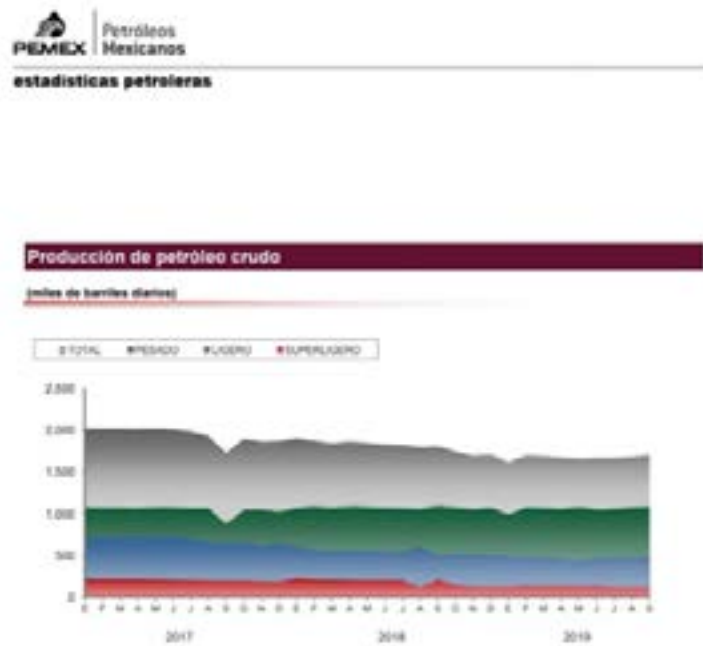 PEMEX
Petróleos
Mexicanos
estadísticas petroleras
Producción de petróleo crudo
(miles de barriles diarios)
TOTAL PESADO LIGERO SUPERLIGERO
2,500
2,000
1,500
1,000
500
0
E F M A M J J A S O N D E F M A M J J A S O N D E F M A M J J A S
2017 2018 2019